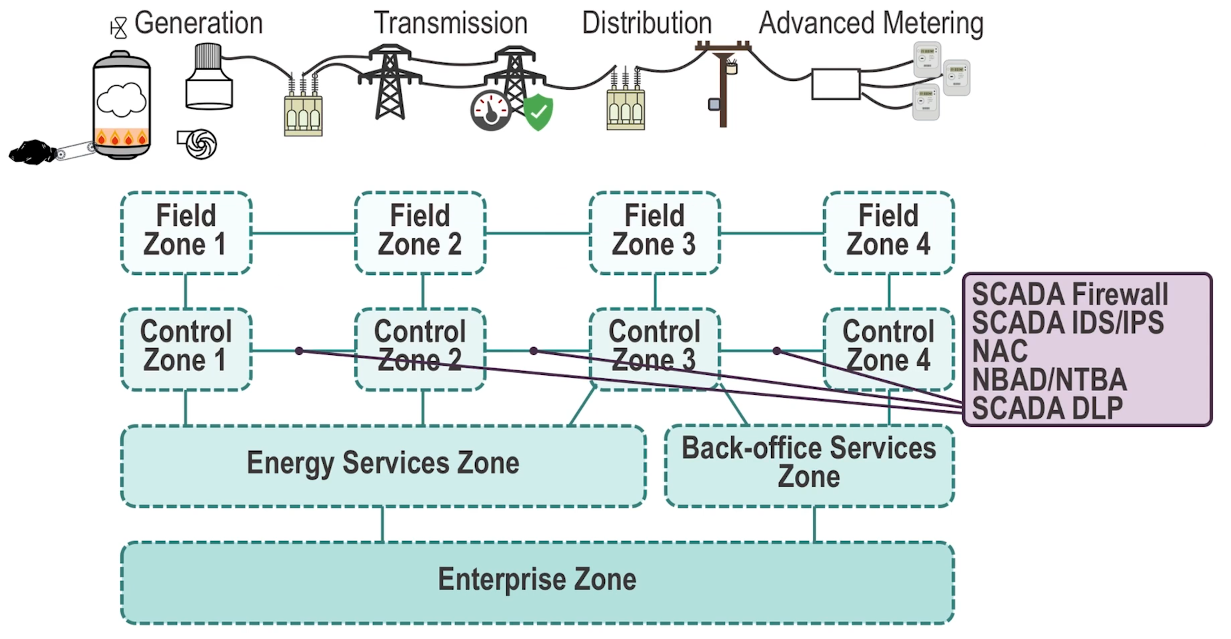 Generation
Transmission
Distribution
Advanced Metering
Field
Zone 1
Field
Zone 2
Field
Zone 3
Field
Zone 4
Control
Zone 1
Control
Zone 2
Control
Zone 3
Control
Zone 4
SCADA Firewall
SCADA IDS/IPS
NAC
NBAD/NTBA
SCADA DLP
Energy Services Zone
Back-office Services
Zone
Enterprise Zone